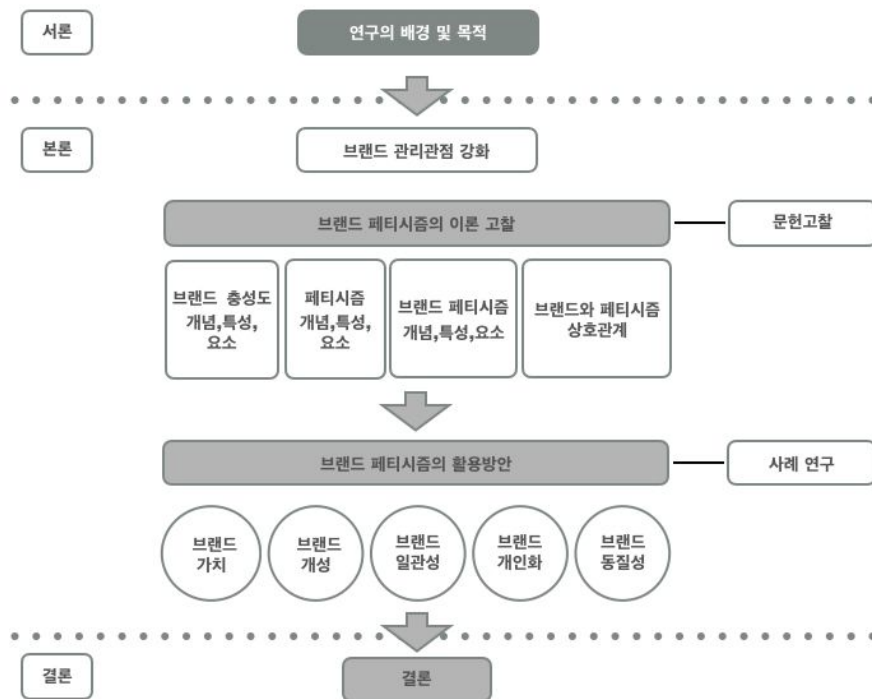 서론
연구의 배경 및 목적
본론
브랜드 관리관점 강화
브랜드 페티시즘의 이론 고찰
문헌고찰
브랜드 충성도
개념,특성,
요소
페티시즘
개념,특성,
요소
브랜드 페티시즘
개념,특성,요소
브랜드와 페티시즘
상호관계
브랜드 페티시즘의 활용방안
사례 연구
브랜드
가치
브랜드
개성
브랜드
일관성
브랜드
개인화
브랜드
동질성
결론
결론